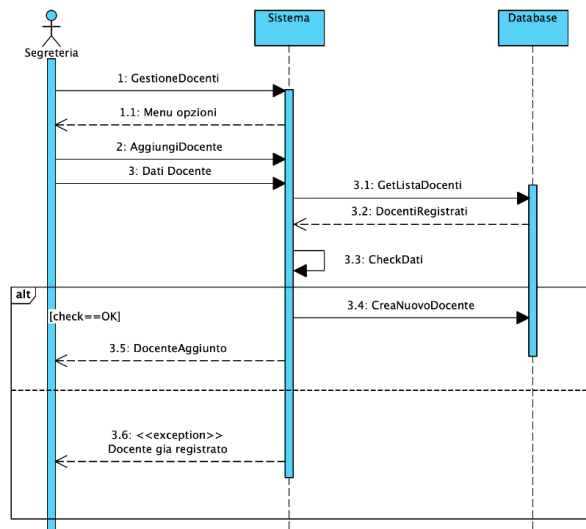 Segreteria
Sistema
Database
1: GestioneDocenti
1.1: Menu opzioni
2: AggiungiDocente
3: Dati Docente
3.1: GetListaDocenti
3.2: DocentiRegistrati
3.3: CheckDati
alt
[check==OK]
3.4: CreaNuovoDocente
3.5: DocenteAggiunto
3.6: <<exception>>
Docente gia registrato